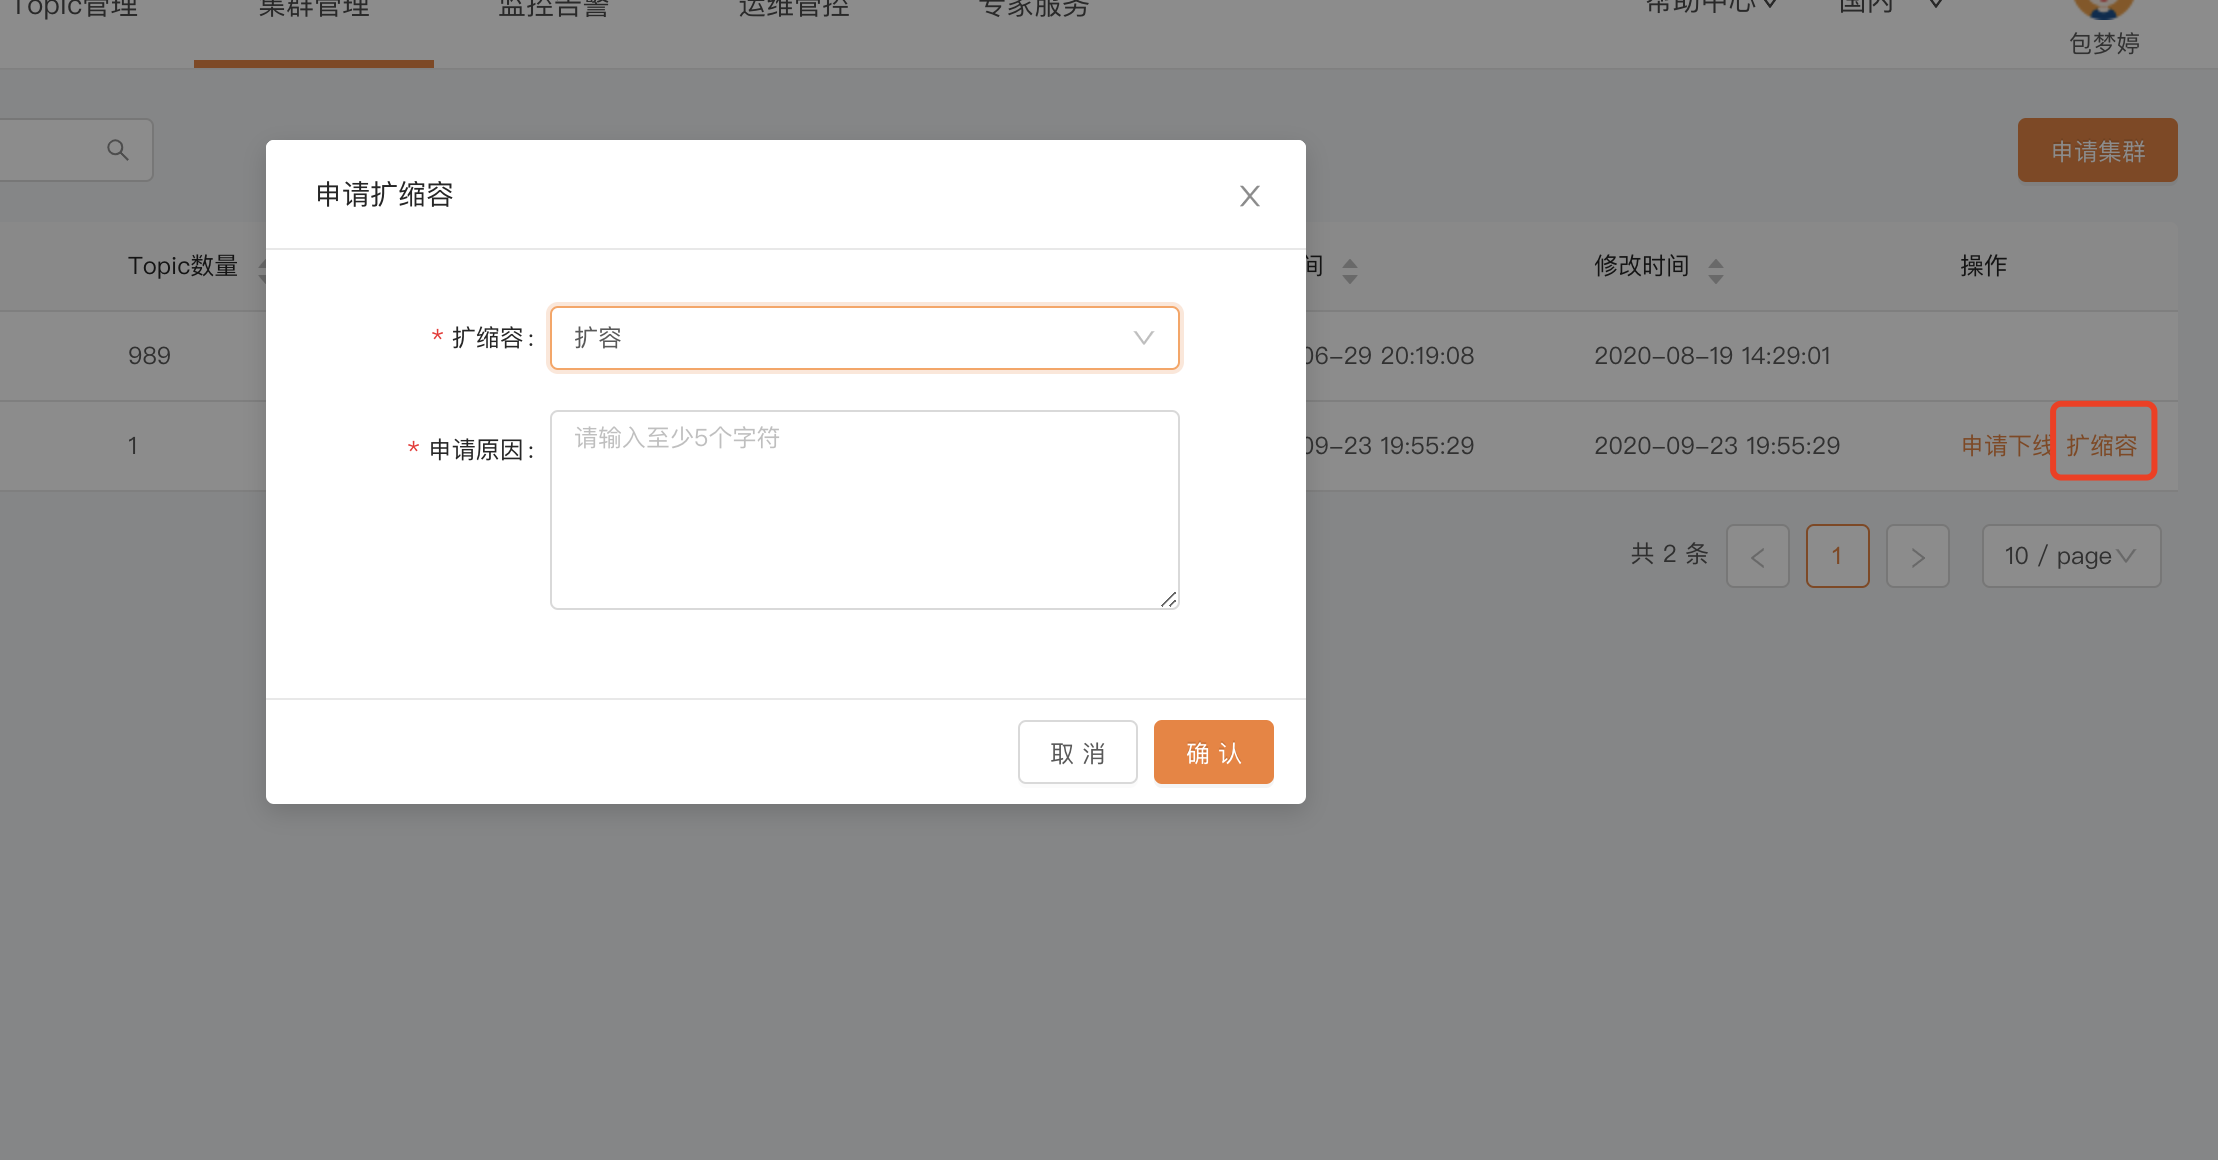 Topic管理 集群管理 监控告警 运维管控 专家服务 帮助中心 国内
包梦婷
申请集群
申请扩缩容
Topic数量 间 修改时间 操作
* 扩缩容: 扩容
989 06-29 20:19:08 2020-08-19 14:29:01
* 申请原因: 请输入至少5个字符
1 09-23 19:55:29 2020-09-23 19:55:29 申请下线 扩缩容
共 2 条 < 1 > 10 / page
取 消 确 认